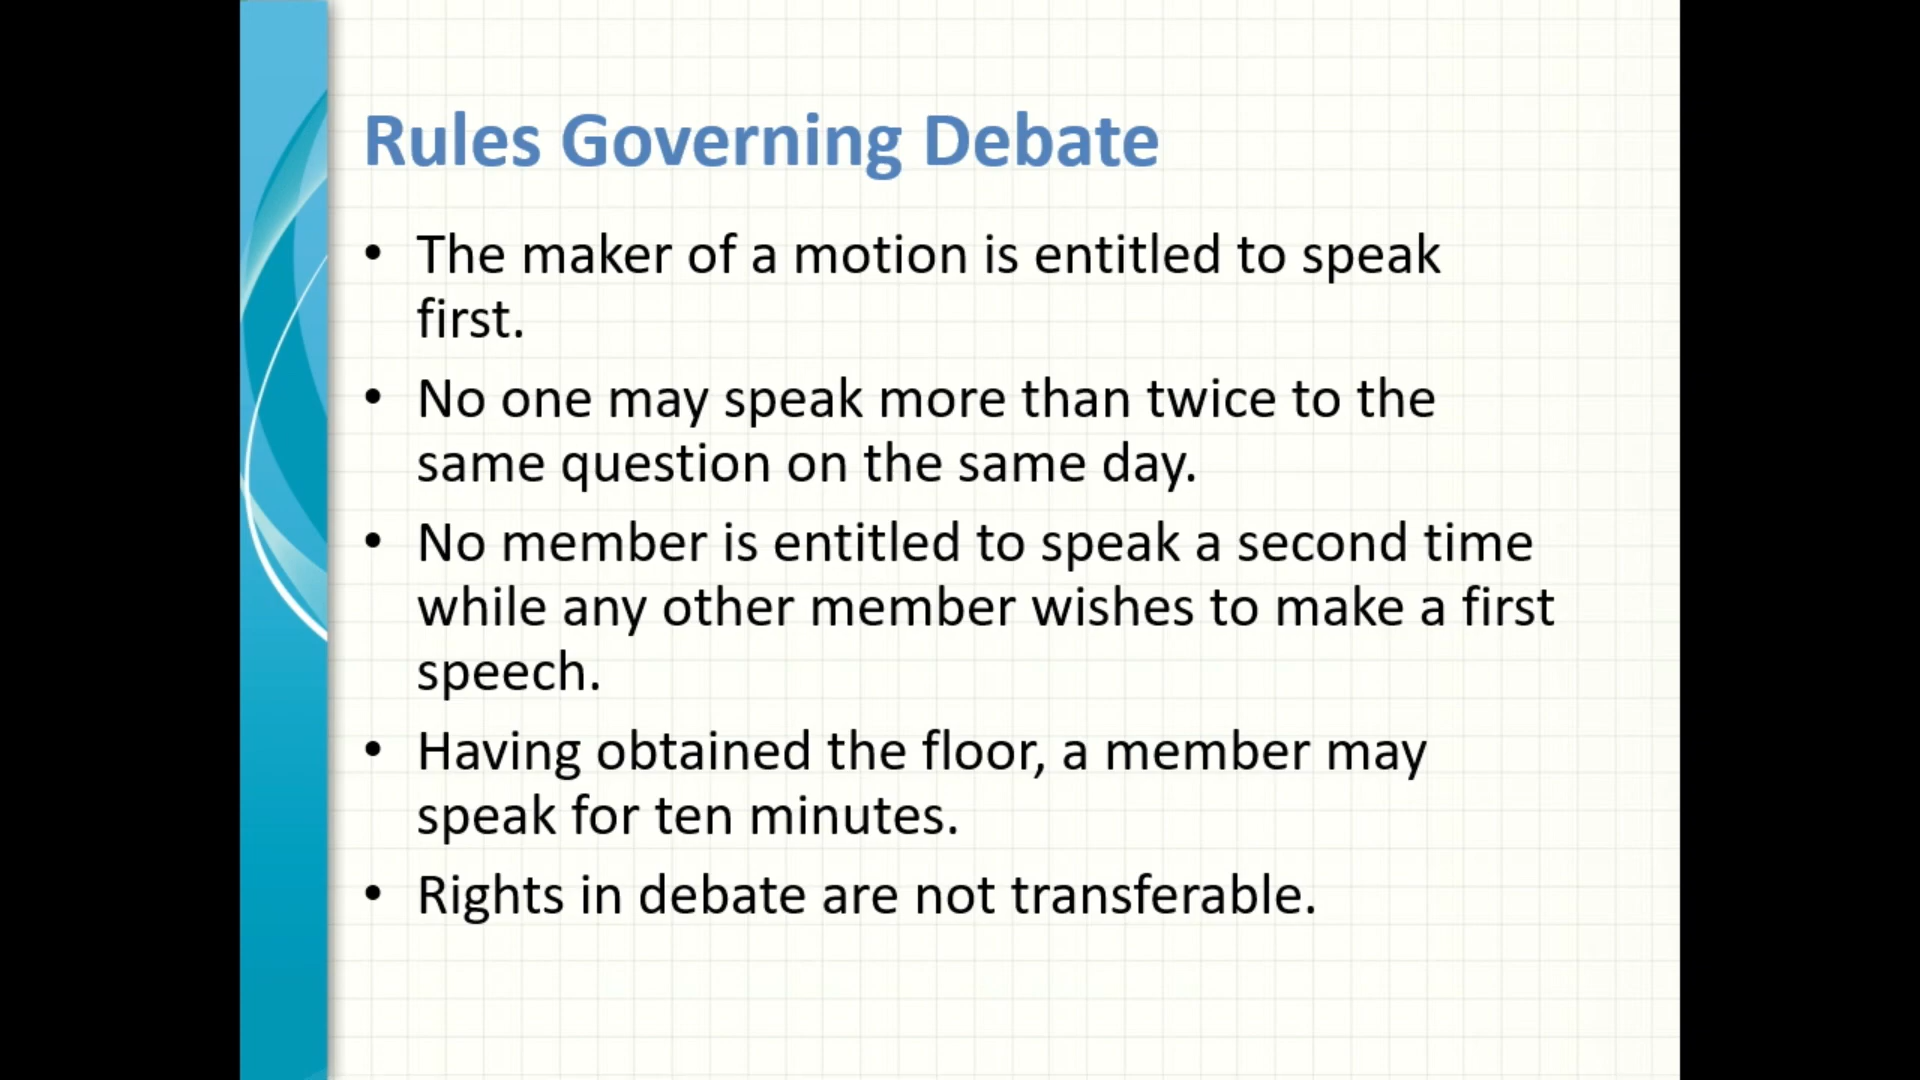 Rules Governing Debate
• The maker of a motion is entitled to speak
first.
• No one may speak more than twice to the
same question on the same day.
• No member is entitled to speak a second time
while any other member wishes to make a first
speech.
• Having obtained the floor, a member may
speak for ten minutes.
• Rights in debate are not transferable.